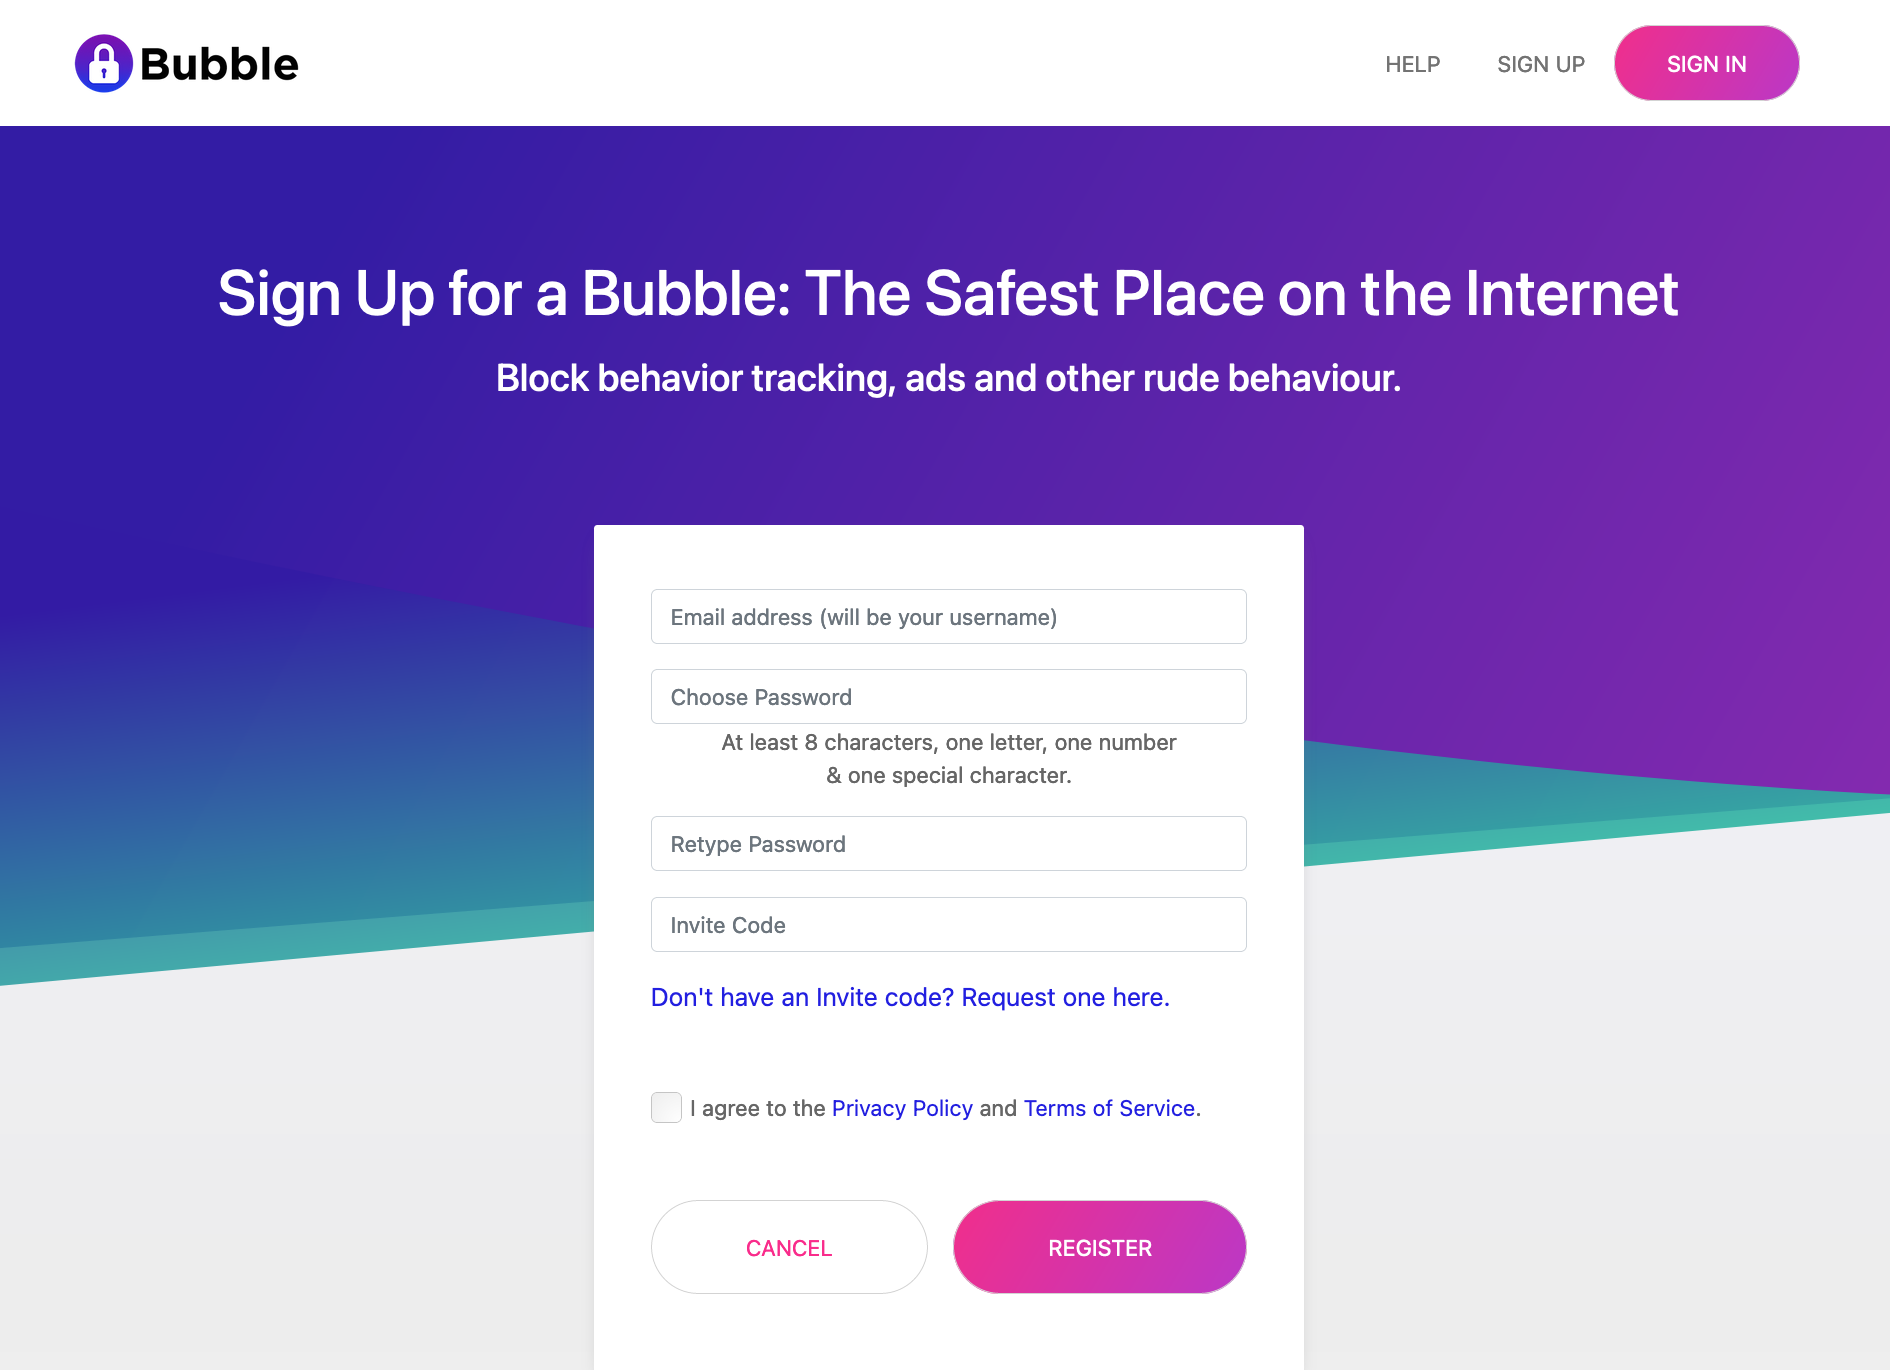 Bubble
HELP
SIGN UP
SIGN IN
Sign Up for a Bubble: The Safest Place on the Internet
Block behavior tracking, ads and other rude behaviour.
Email address (will be your username)
Choose Password
At least 8 characters, one letter, one number
& one special character.
Retype Password
Invite Code
Don't have an Invite code? Request one here.
I agree to the Privacy Policy and Terms of Service.
CANCEL
REGISTER